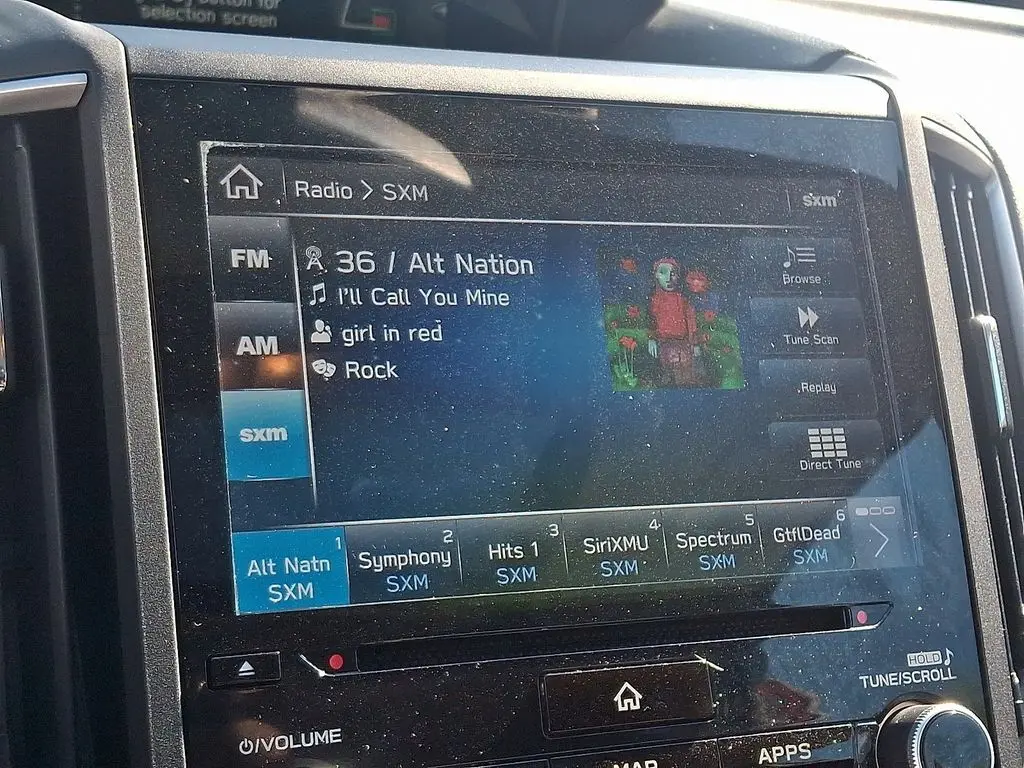 selection screen
Radio > SXM
sxm
FM
AM
sxm
36 / Alt Nation
I'll Call You Mine
girl in red
Rock
Browse
Tune Scan
Replay
Direct Tune
1
Alt Natn
SXM
2
Symphony
SXM
3
Hits 1
SXM
4
SiriXMU
SXM
5
Spectrum
SXM
6
GtflDead
SXM
HOLD
TUNE/SCROLL
/VOLUME
MAP
APPS